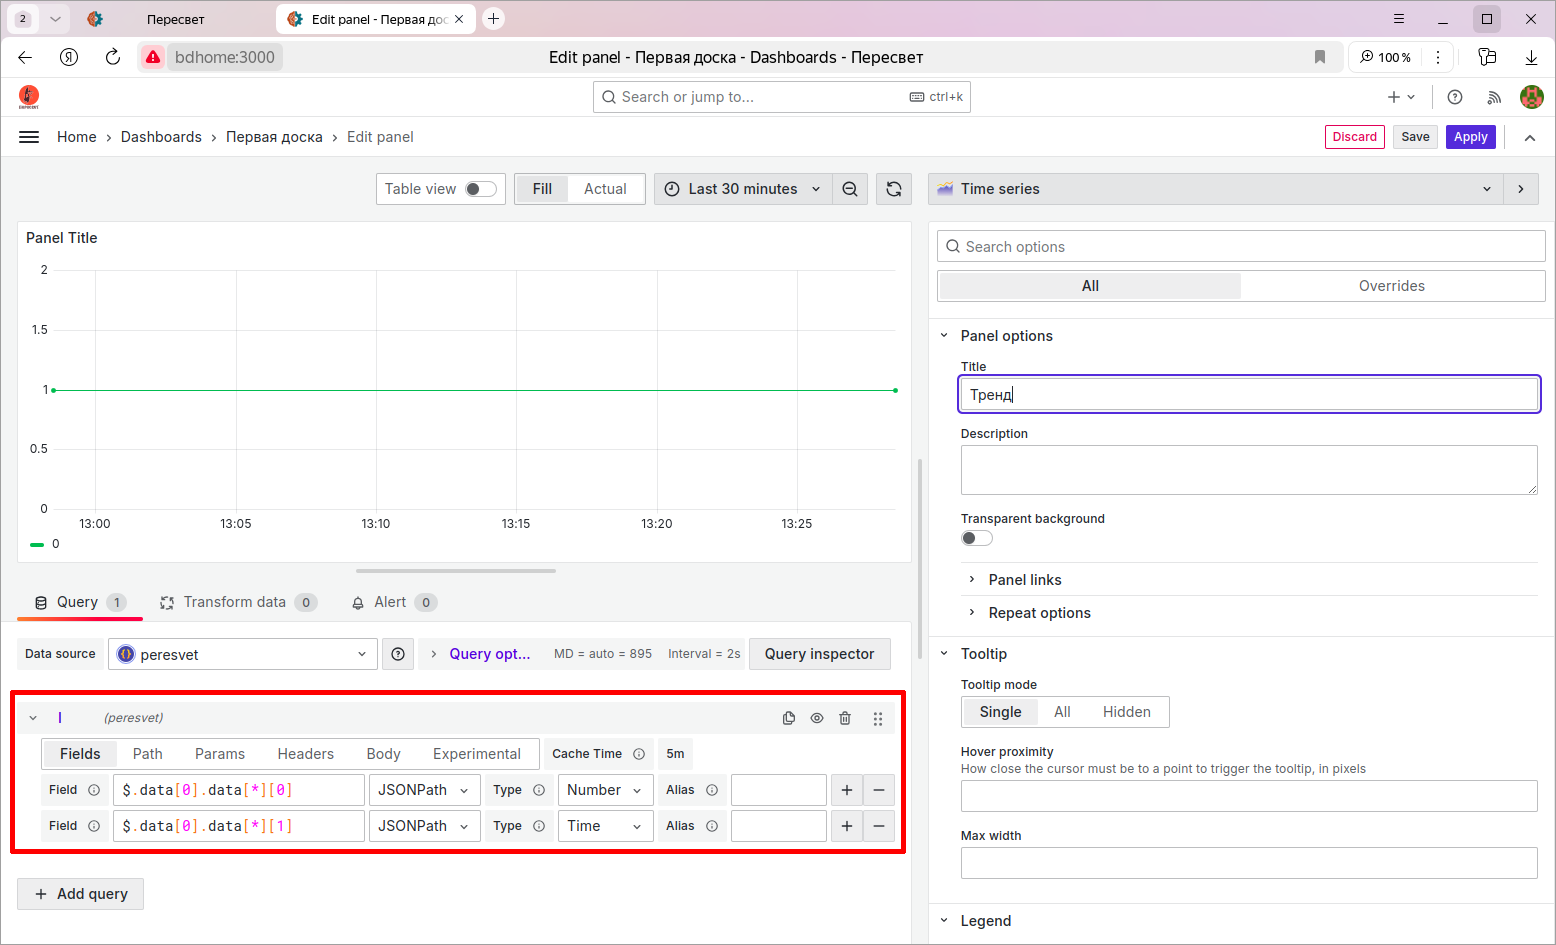 2
Пересвет
Edit panel - Первая дос
bdhome:3000
Edit panel - Первая доска - Dashboards - Пересвет
100 %
Search or jump to...
ctrl+k
Home › Dashboards › Первая доска › Edit panel
Discard
Save
Apply
Table view
Fill
Actual
Last 30 minutes
Time series
Panel Title
2
1.5
1
0.5
0
13:00
13:05
13:10
13:15
13:20
13:25
0
Query 1
Transform data 0
Alert 0
Data source
peresvet
Query opt...
MD = auto = 895
Interval = 2s
Query inspector
I
(peresvet)
Fields
Path
Params
Headers
Body
Experimental
Cache Time
5m
Field
$.data[0].data[*][0]
JSONPath
Type
Number
Alias
+
−
Field
$.data[0].data[*][1]
JSONPath
Type
Time
Alias
+
−
+ Add query
Search options
All
Overrides
Panel options
Title
Тренд
Description
Transparent background
Panel links
Repeat options
Tooltip
Tooltip mode
Single
All
Hidden
Hover proximity
How close the cursor must be to a point to trigger the tooltip, in pixels
Max width
Legend